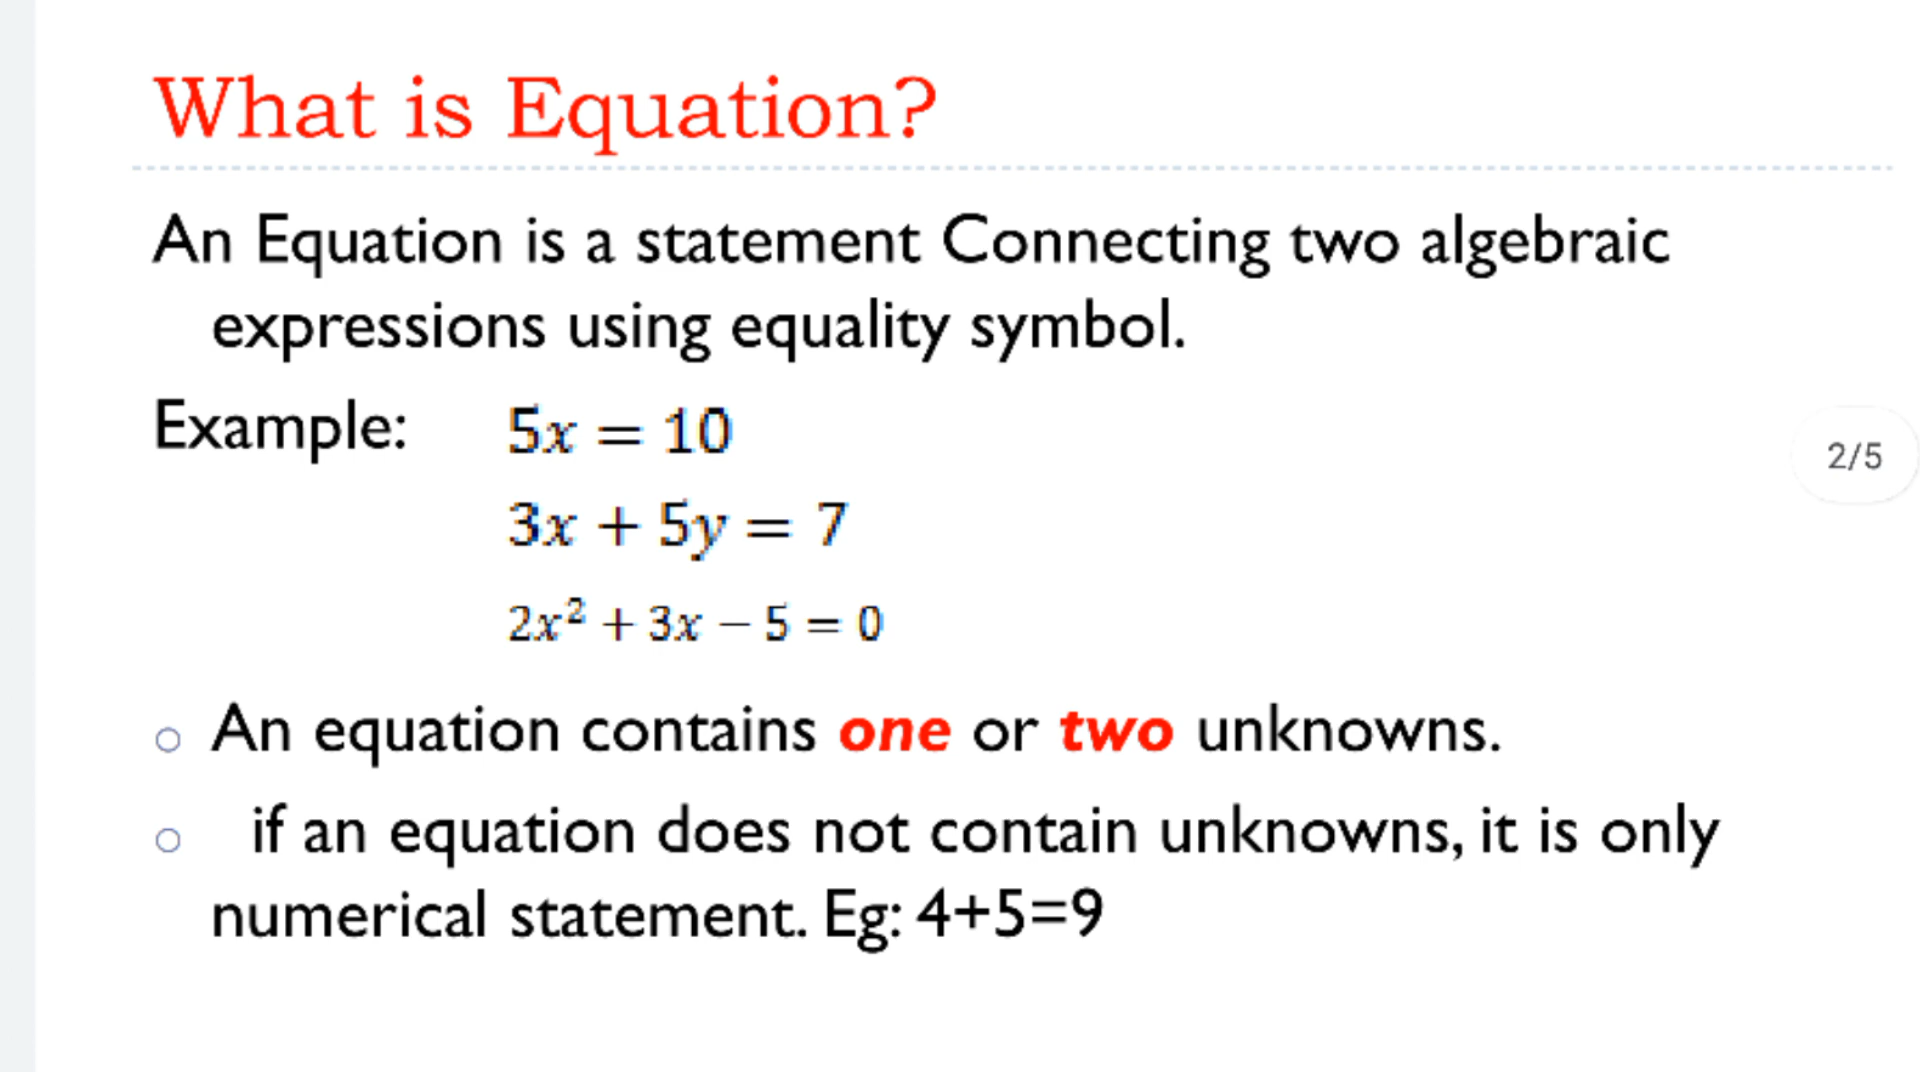 What is Equation?
An Equation is a statement Connecting two algebraic
expressions using equality symbol.
Example: 5x = 10
2/5
3x + 5y = 7
2x² + 3x − 5 = 0
An equation contains one or two unknowns.
if an equation does not contain unknowns, it is only
numerical statement. Eg: 4+5=9